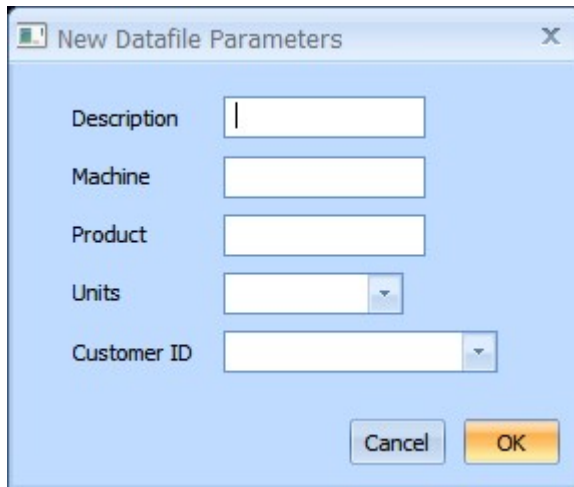 New Datafile Parameters
Description
Machine
Product
Units
Customer ID
Cancel OK